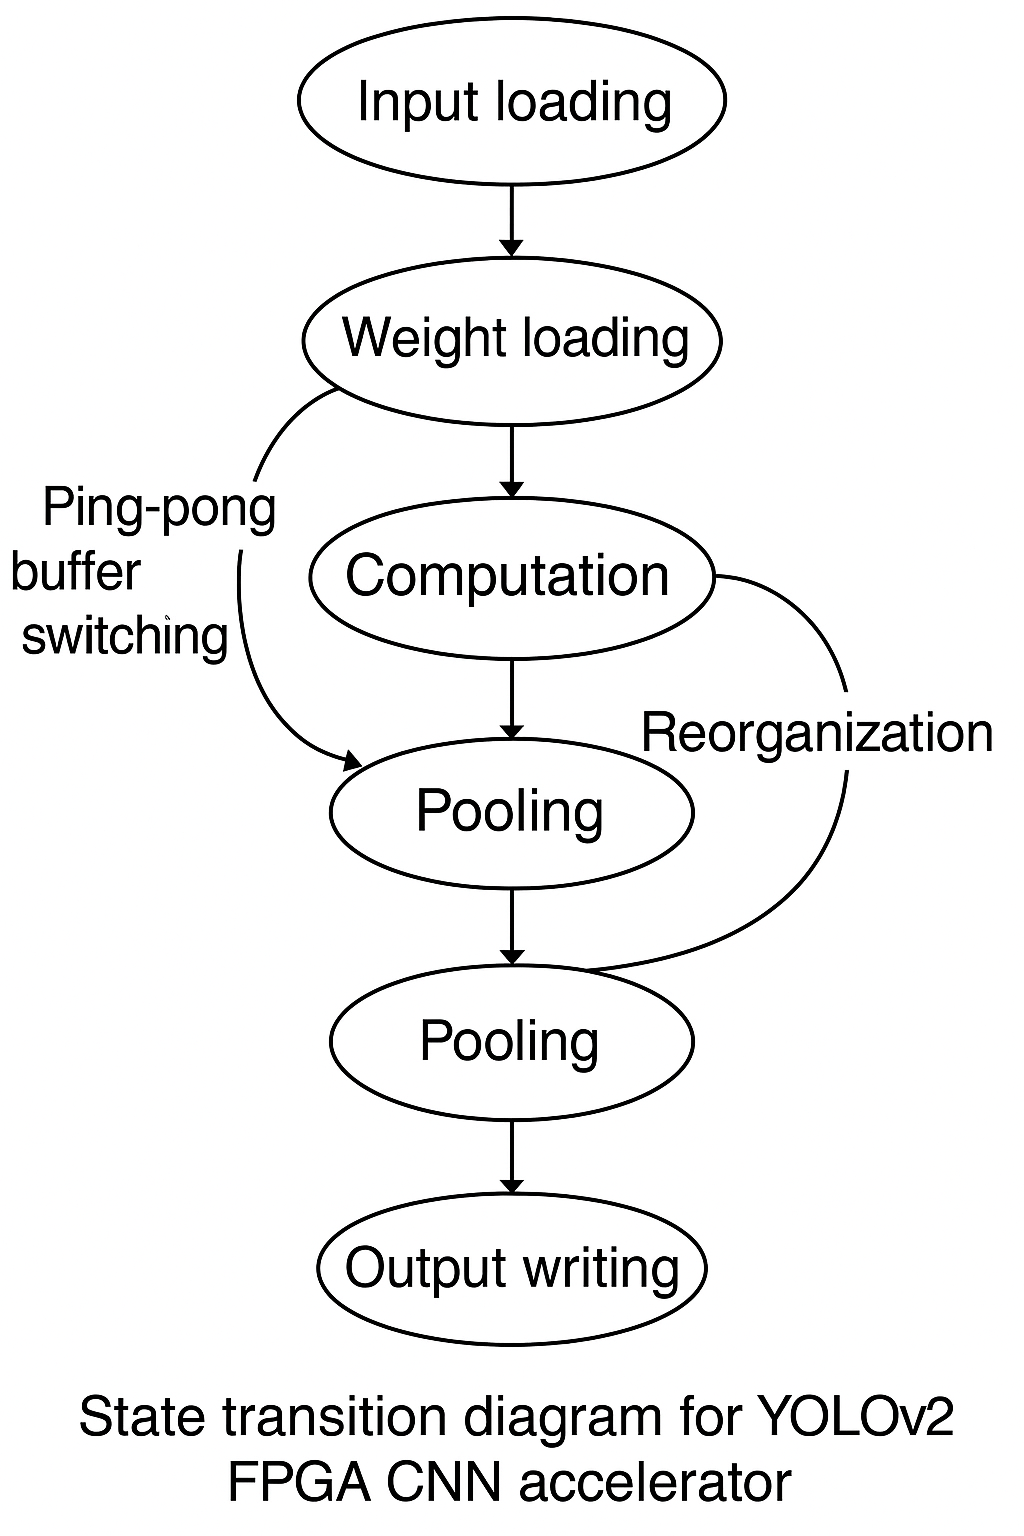 Input loading
Weight loading
Ping-pong
buffer
switching
Computation
Reorganization
Pooling
Pooling
Output writing
State transition diagram for YOLOv2
FPGA CNN accelerator